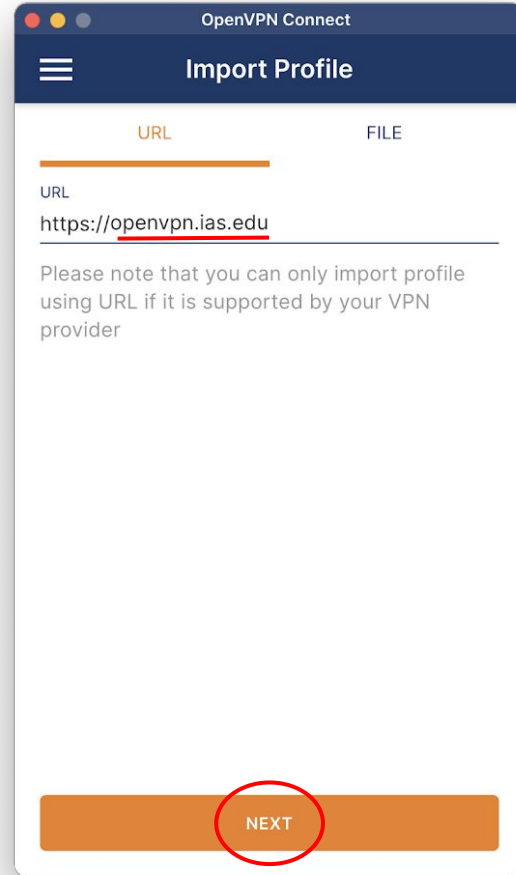 OpenVPN Connect
Import Profile
URL FILE
URL
https://openvpn.ias.edu
Please note that you can only import profile
using URL if it is supported by your VPN
provider
NEXT